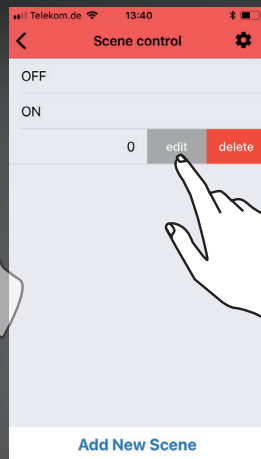 Telekom.de 13:40
Scene control
OFF
ON
0 edit delete
Add New Scene